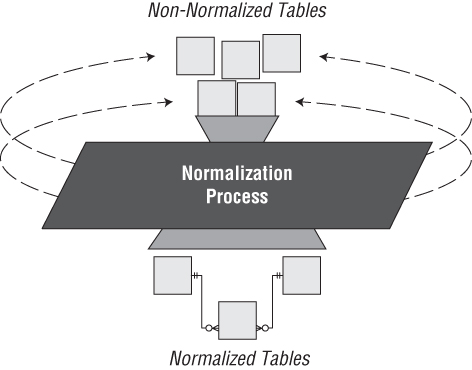 Non-Normalized Tables
Normalization
Process
Normalized Tables